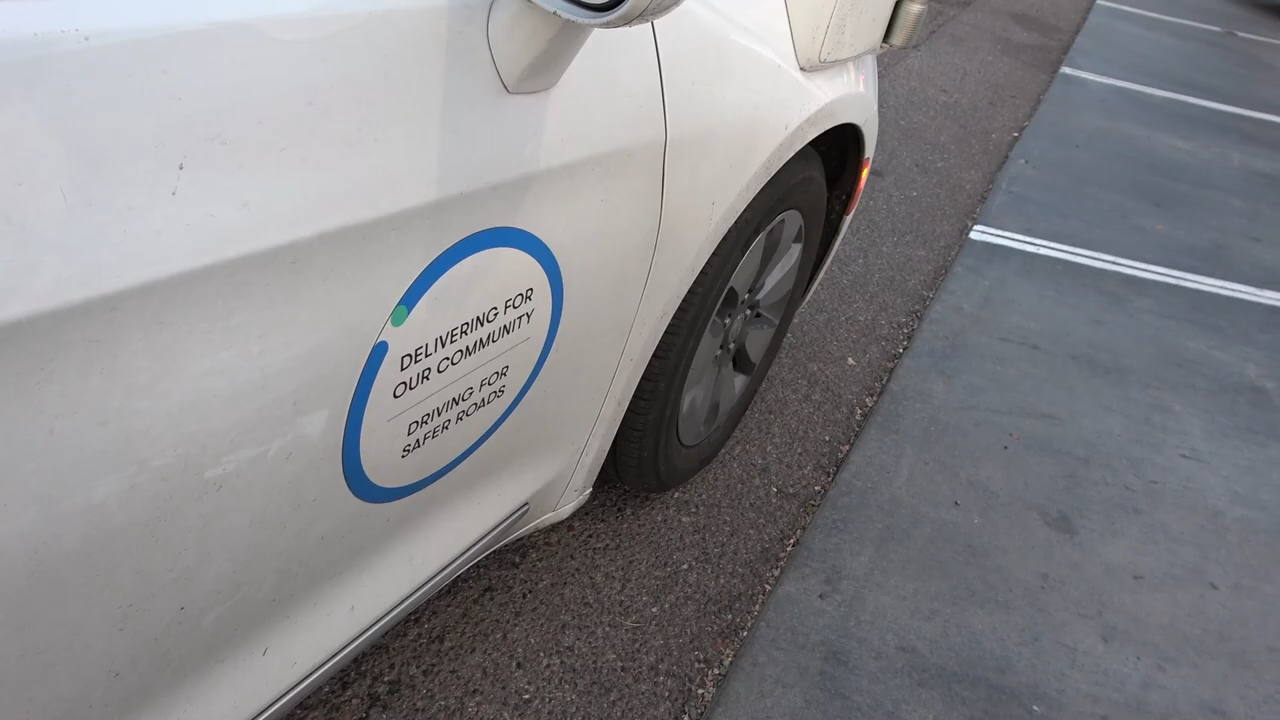 DELIVERING FOR
OUR COMMUNITY
DRIVING FOR
SAFER ROADS